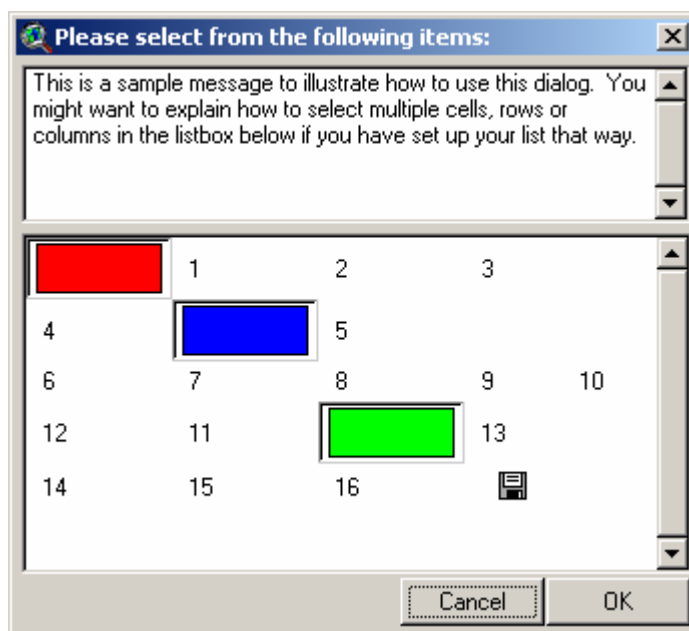 Please select from the following items:
This is a sample message to illustrate how to use this dialog.  You
might want to explain how to select multiple cells, rows or
columns in the listbox below if you have set up your list that way.
1 2 3
4 5
6 7 8 9 10
12 11 13
14 15 16
Cancel OK